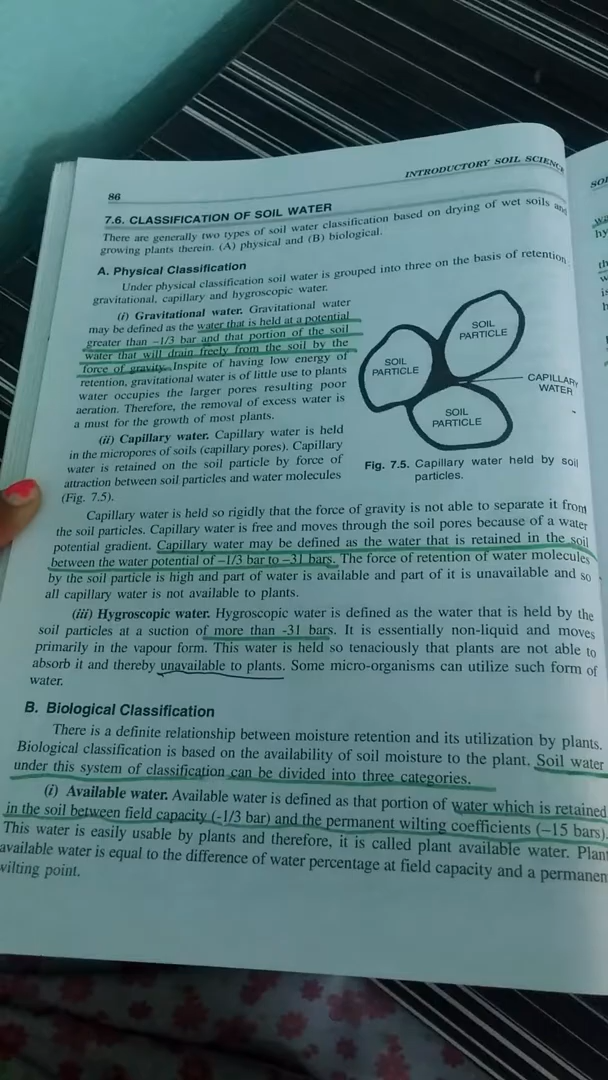 86
INTRODUCTORY SOIL SCIENC
7.6. CLASSIFICATION OF SOIL WATER
There are generally two types of soil water classification based on drying of wet soils and
growing plants therein. (A) physical and (B) biological.
A. Physical Classification
Under physical classification soil water is grouped into three on the basis of retention.
gravitational, capillary and hygroscopic water.
(i) Gravitational water. Gravitational water
may be defined as the water that is held at a potential
greater than –1/3 bar and that portion of the soil
water that will drain freely from the soil by the
force of gravity. Inspite of having low energy of
retention, gravitational water is of little use to plants
water occupies the larger pores resulting poor
aeration. Therefore, the removal of excess water is
a must for the growth of most plants.
(ii) Capillary water. Capillary water is held
in the micropores of soils (capillary pores). Capillary
water is retained on the soil particle by force of
attraction between soil particles and water molecules
(Fig. 7.5).
SOIL
PARTICLE
SOIL
PARTICLE
CAPILLARY
WATER
SOIL
PARTICLE
Fig. 7.5. Capillary water held by soil
particles.
Capillary water is held so rigidly that the force of gravity is not able to separate it from
the soil particles. Capillary water is free and moves through the soil pores because of a water
potential gradient. Capillary water may be defined as the water that is retained in the soil
between the water potential of –1/3 bar to –31 bars. The force of retention of water molecules
by the soil particle is high and part of water is available and part of it is unavailable and so
all capillary water is not available to plants.
(iii) Hygroscopic water. Hygroscopic water is defined as the water that is held by the
soil particles at a suction of more than -31 bars. It is essentially non-liquid and moves
primarily in the vapour form. This water is held so tenaciously that plants are not able to
absorb it and thereby unavailable to plants. Some micro-organisms can utilize such form of
water.
B. Biological Classification
There is a definite relationship between moisture retention and its utilization by plants.
Biological classification is based on the availability of soil moisture to the plant. Soil water
under this system of classification can be divided into three categories.
(i) Available water. Available water is defined as that portion of water which is retained
in the soil between field capacity (-1/3 bar) and the permanent wilting coefficients (–15 bars).
This water is easily usable by plants and therefore, it is called plant available water. Plant
available water is equal to the difference of water percentage at field capacity and a permanen
wilting point.